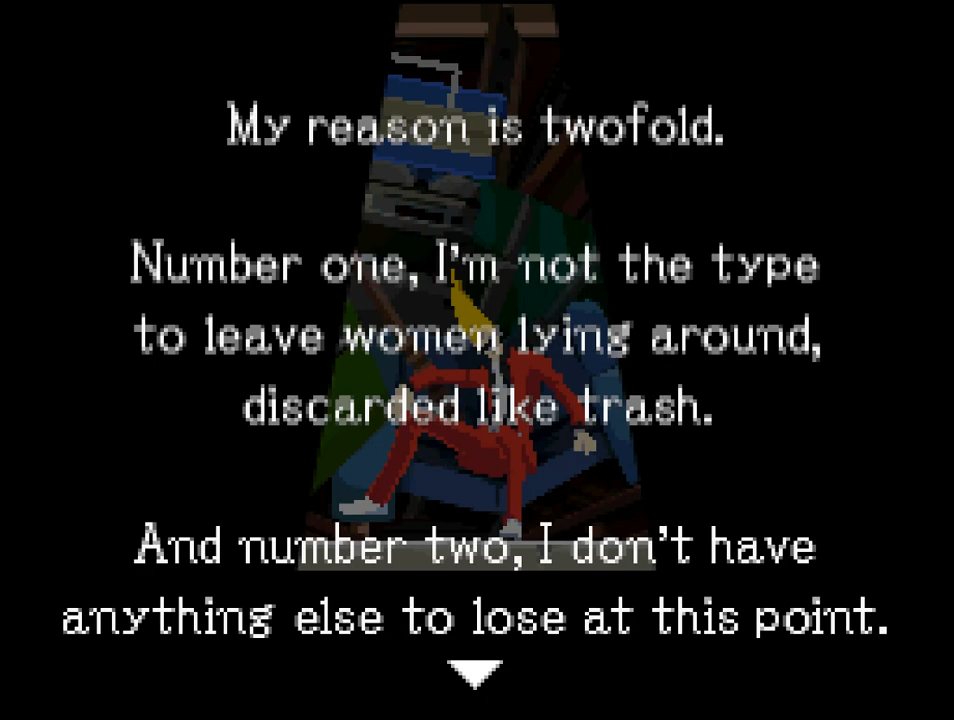 My reason is twofold.
Number one, I'm not the type
to leave women lying around,
discarded like trash.
And number two, I don't have
anything else to lose at this point.